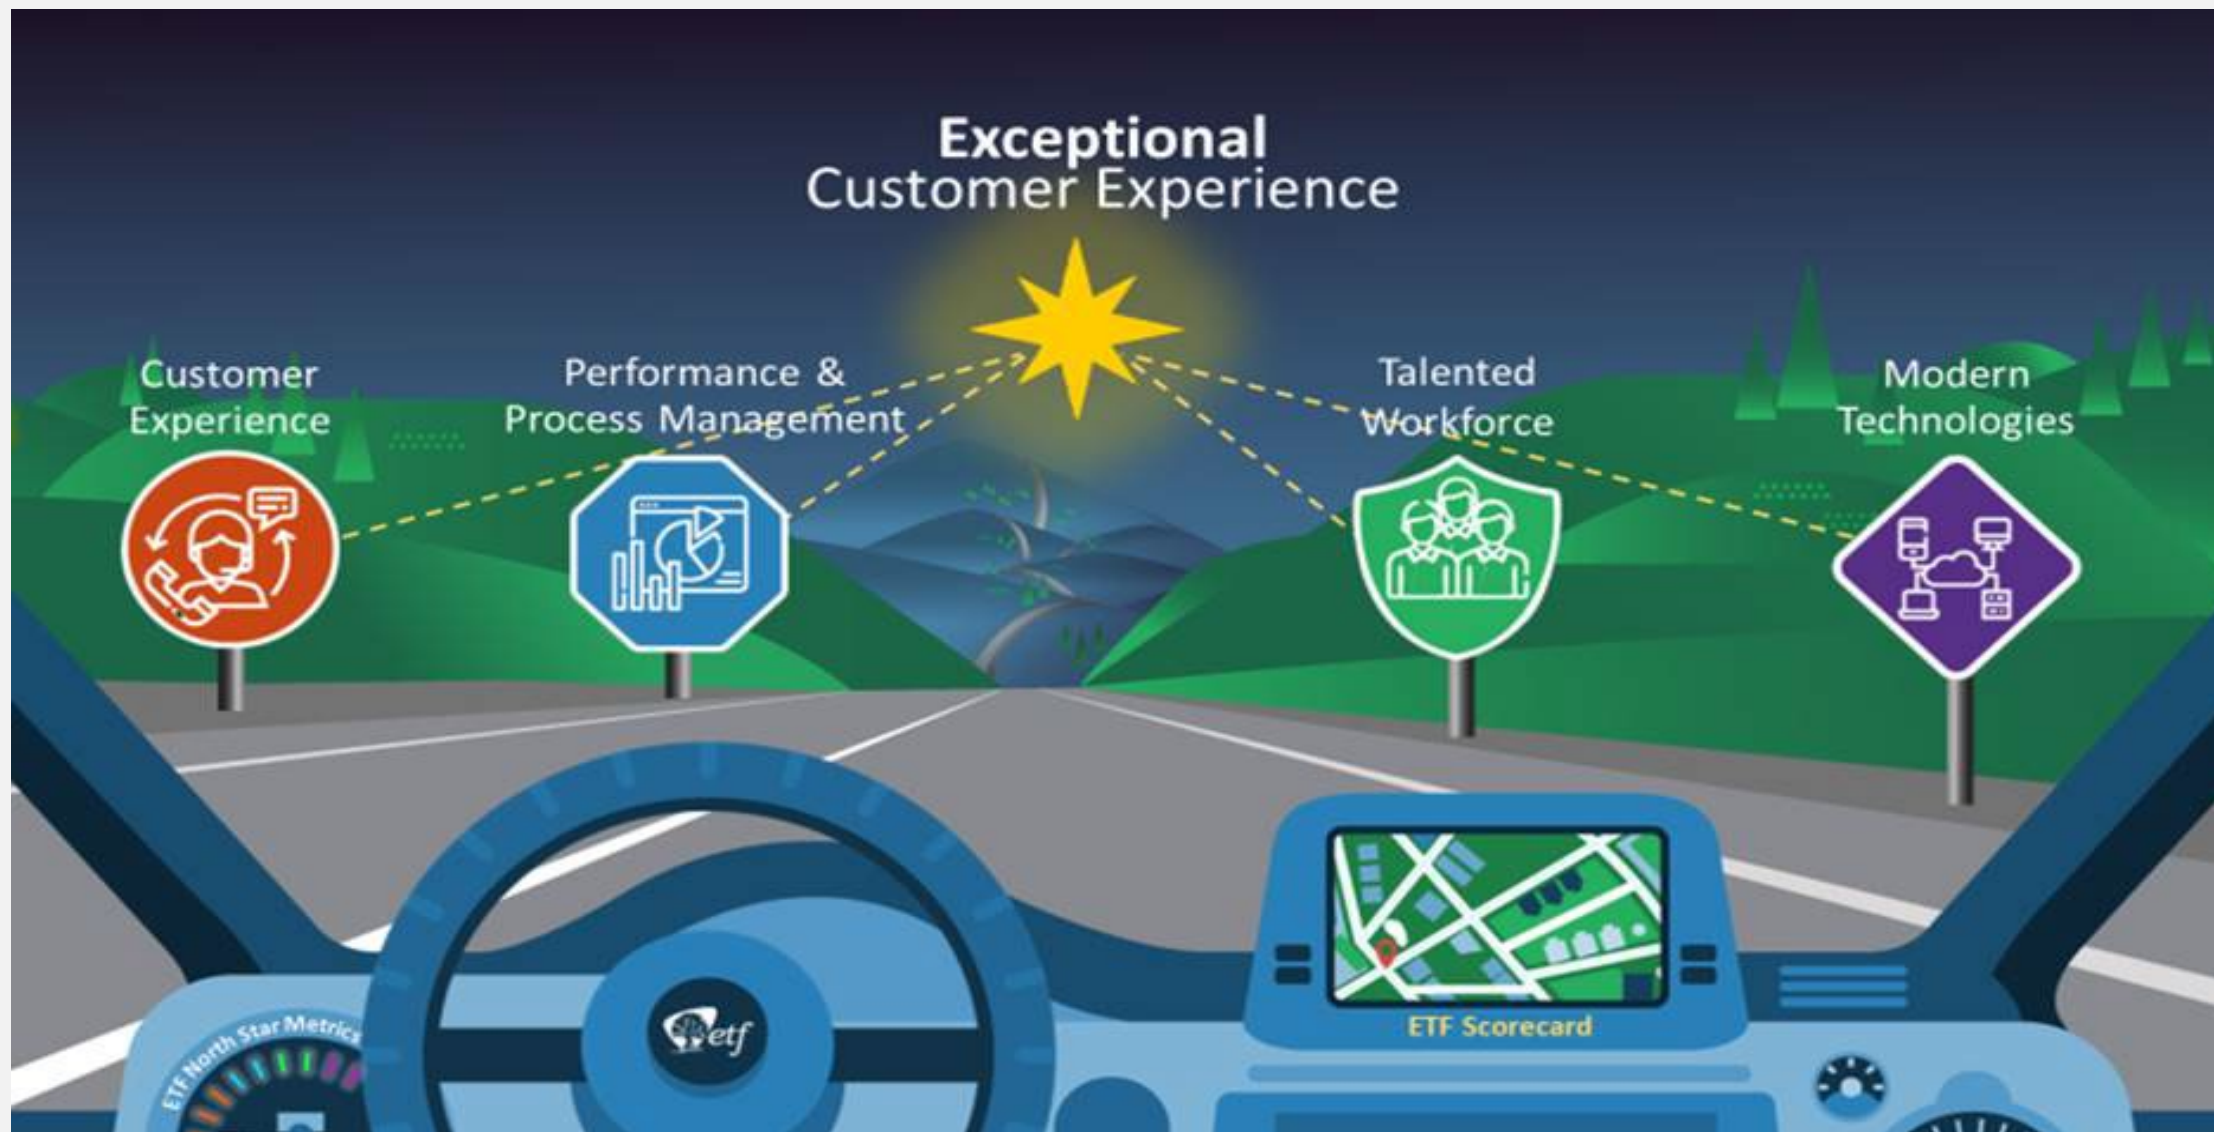 Exceptional
Customer Experience
Customer
Experience
Performance &
Process Management
Talented
Workforce
Modern
Technologies
ETF North Star Metrics
etf
ETF Scorecard